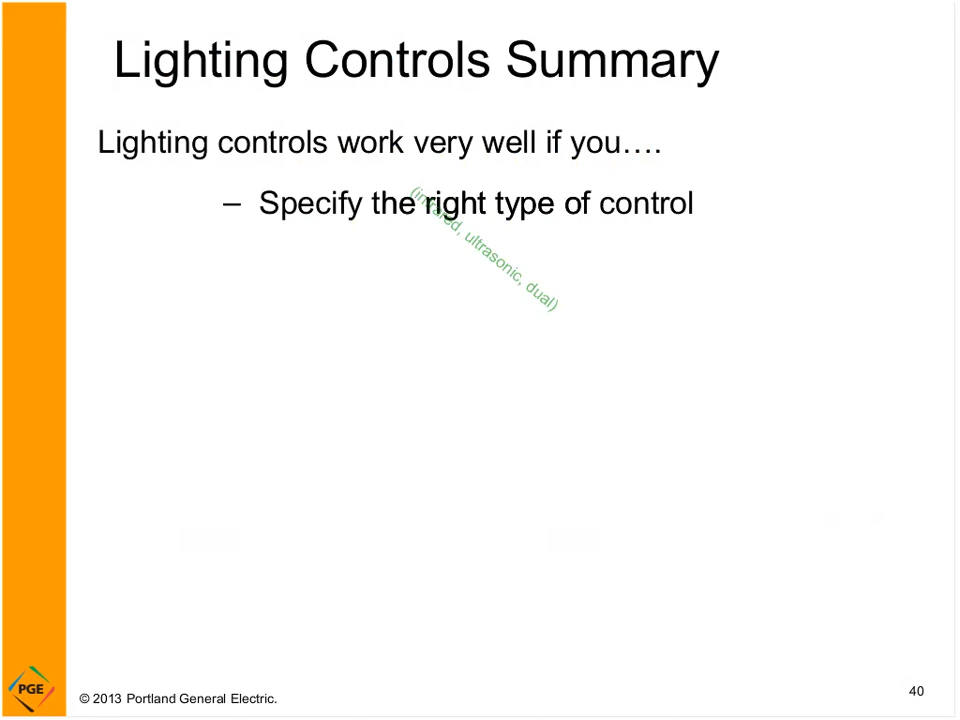 Lighting Controls Summary
Lighting controls work very well if you….
– Specify the right type of control
(infrared, ultrasonic, dual)
PGE
© 2013 Portland General Electric.
40